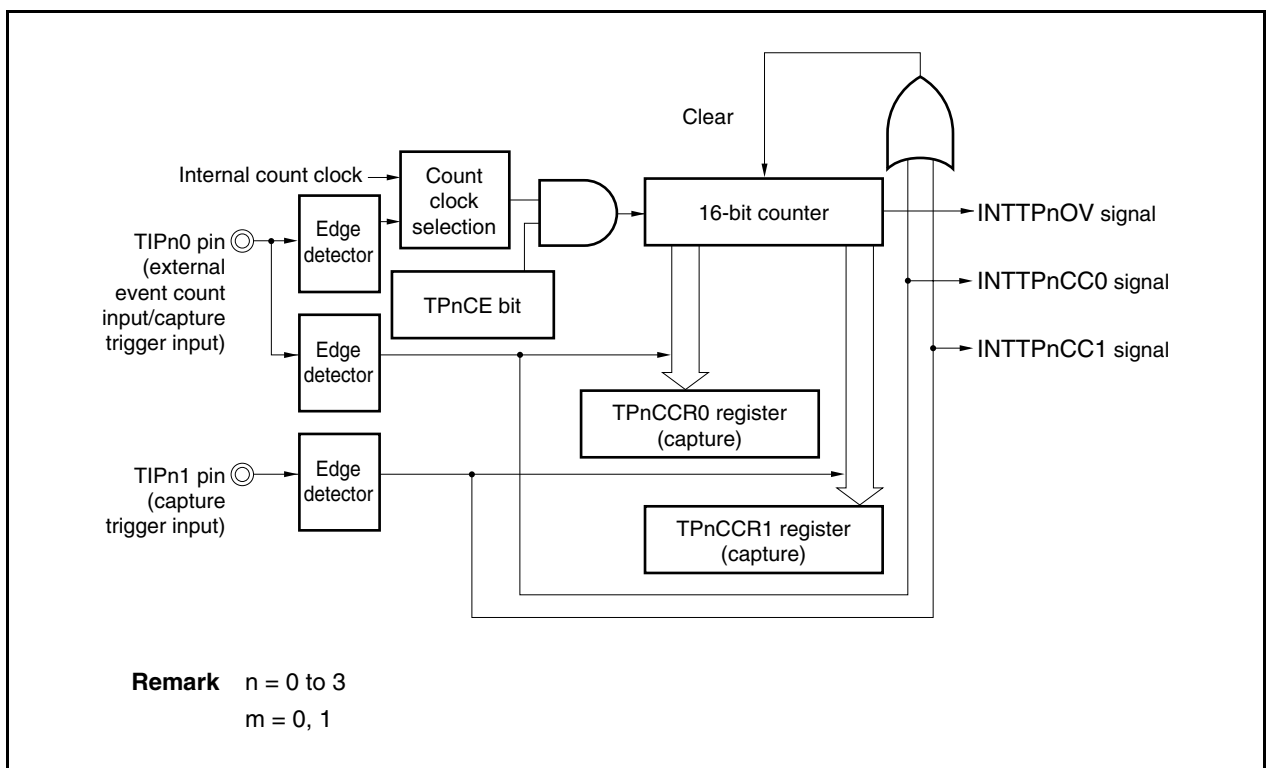 Clear
Internal count clock
Count
clock
selection
16-bit counter
INTTPnOV signal
Edge
detector
TIPn0 pin
(external
event count
input/capture
trigger input)
TPnCE bit
INTTPnCC0 signal
Edge
detector
INTTPnCC1 signal
TPnCCR0 register
(capture)
Edge
detector
TIPn1 pin
(capture
trigger input)
TPnCCR1 register
(capture)
Remark n = 0 to 3
m = 0, 1